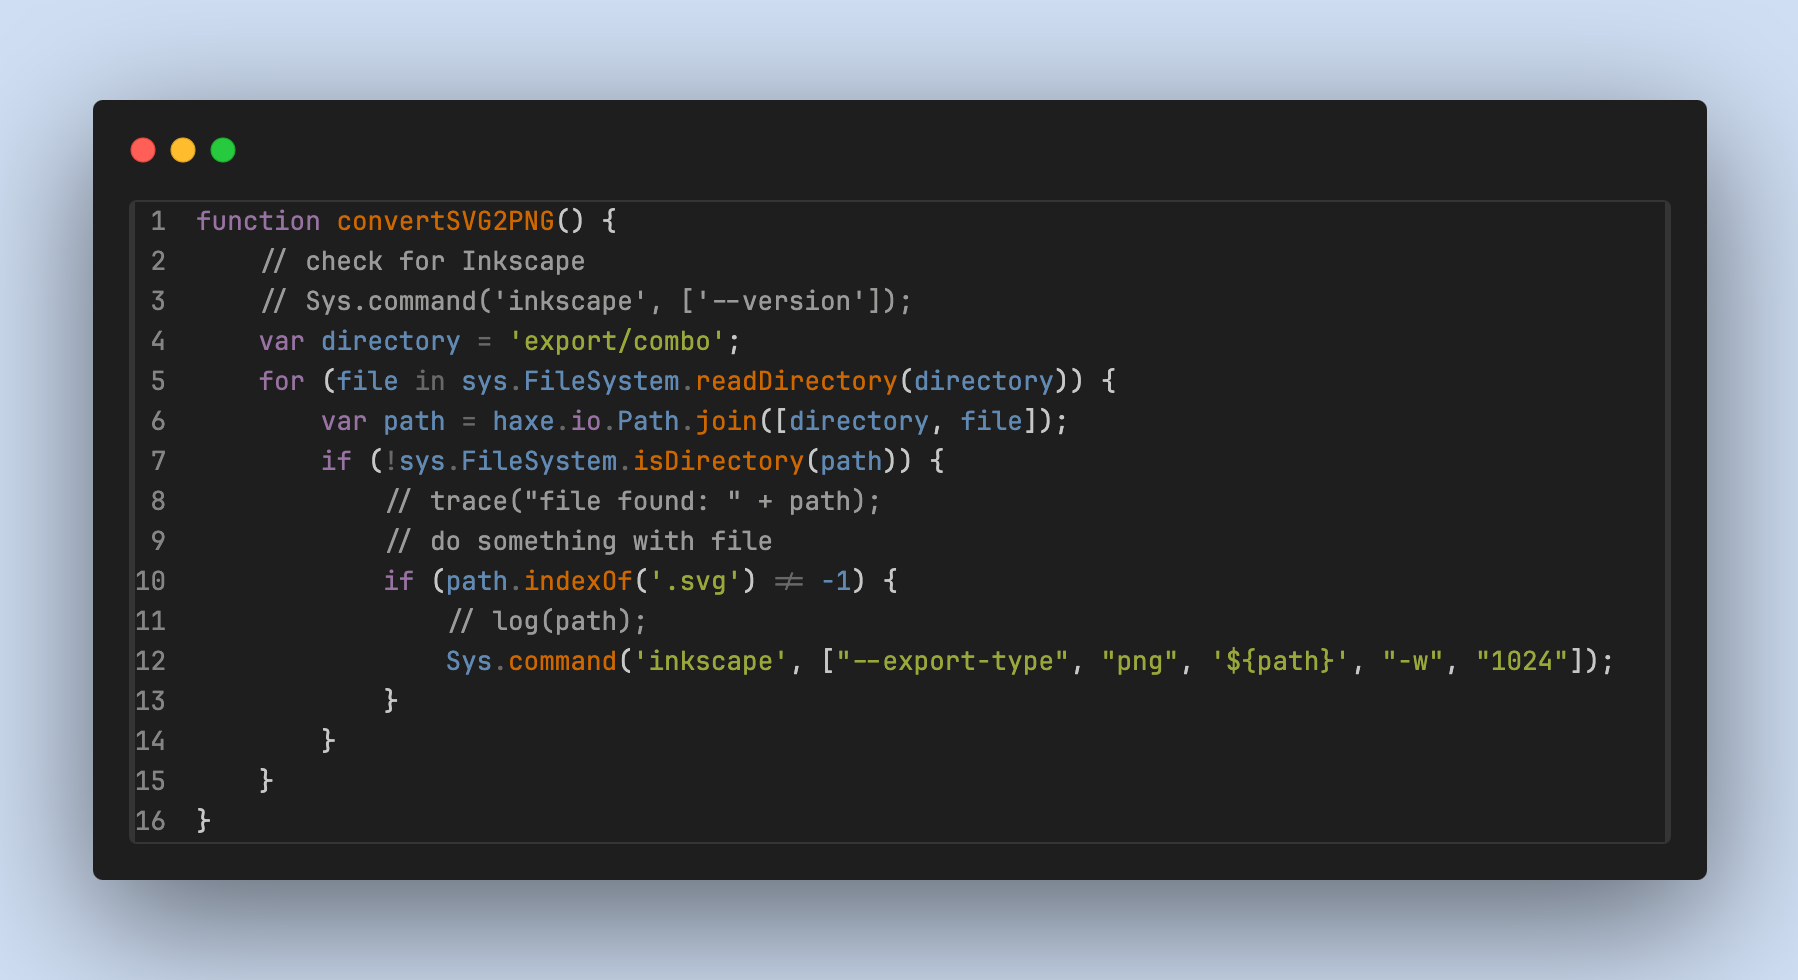 1 function convertSVG2PNG() {
2     // check for Inkscape
3     // Sys.command('inkscape', ['--version']);
4     var directory = 'export/combo';
5     for (file in sys.FileSystem.readDirectory(directory)) {
6         var path = haxe.io.Path.join([directory, file]);
7         if (!sys.FileSystem.isDirectory(path)) {
8             // trace("file found: " + path);
9             // do something with file
10             if (path.indexOf('.svg') != -1) {
11                 // log(path);
12                 Sys.command('inkscape', ["--export-type", "png", '${path}', "-w", "1024"]);
13             }
14         }
15     }
16 }